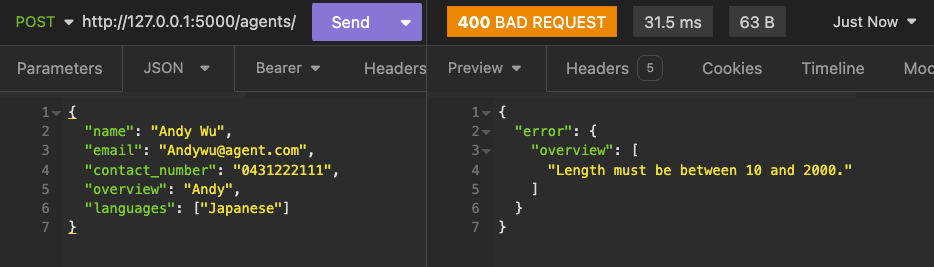 POST http://127.0.0.1:5000/agents/ Send 400 BAD REQUEST 31.5 ms 63 B Just Now
Parameters JSON Bearer Headers Preview Headers 5 Cookies Timeline Moc
1 {
2 "name": "Andy Wu",
3 "email": "Andywu@agent.com",
4 "contact_number": "0431222111",
5 "overview": "Andy",
6 "languages": ["Japanese"]
7 }
1 {
2 "error": {
3 "overview": [
4 "Length must be between 10 and 2000."
5 ]
6 }
7 }